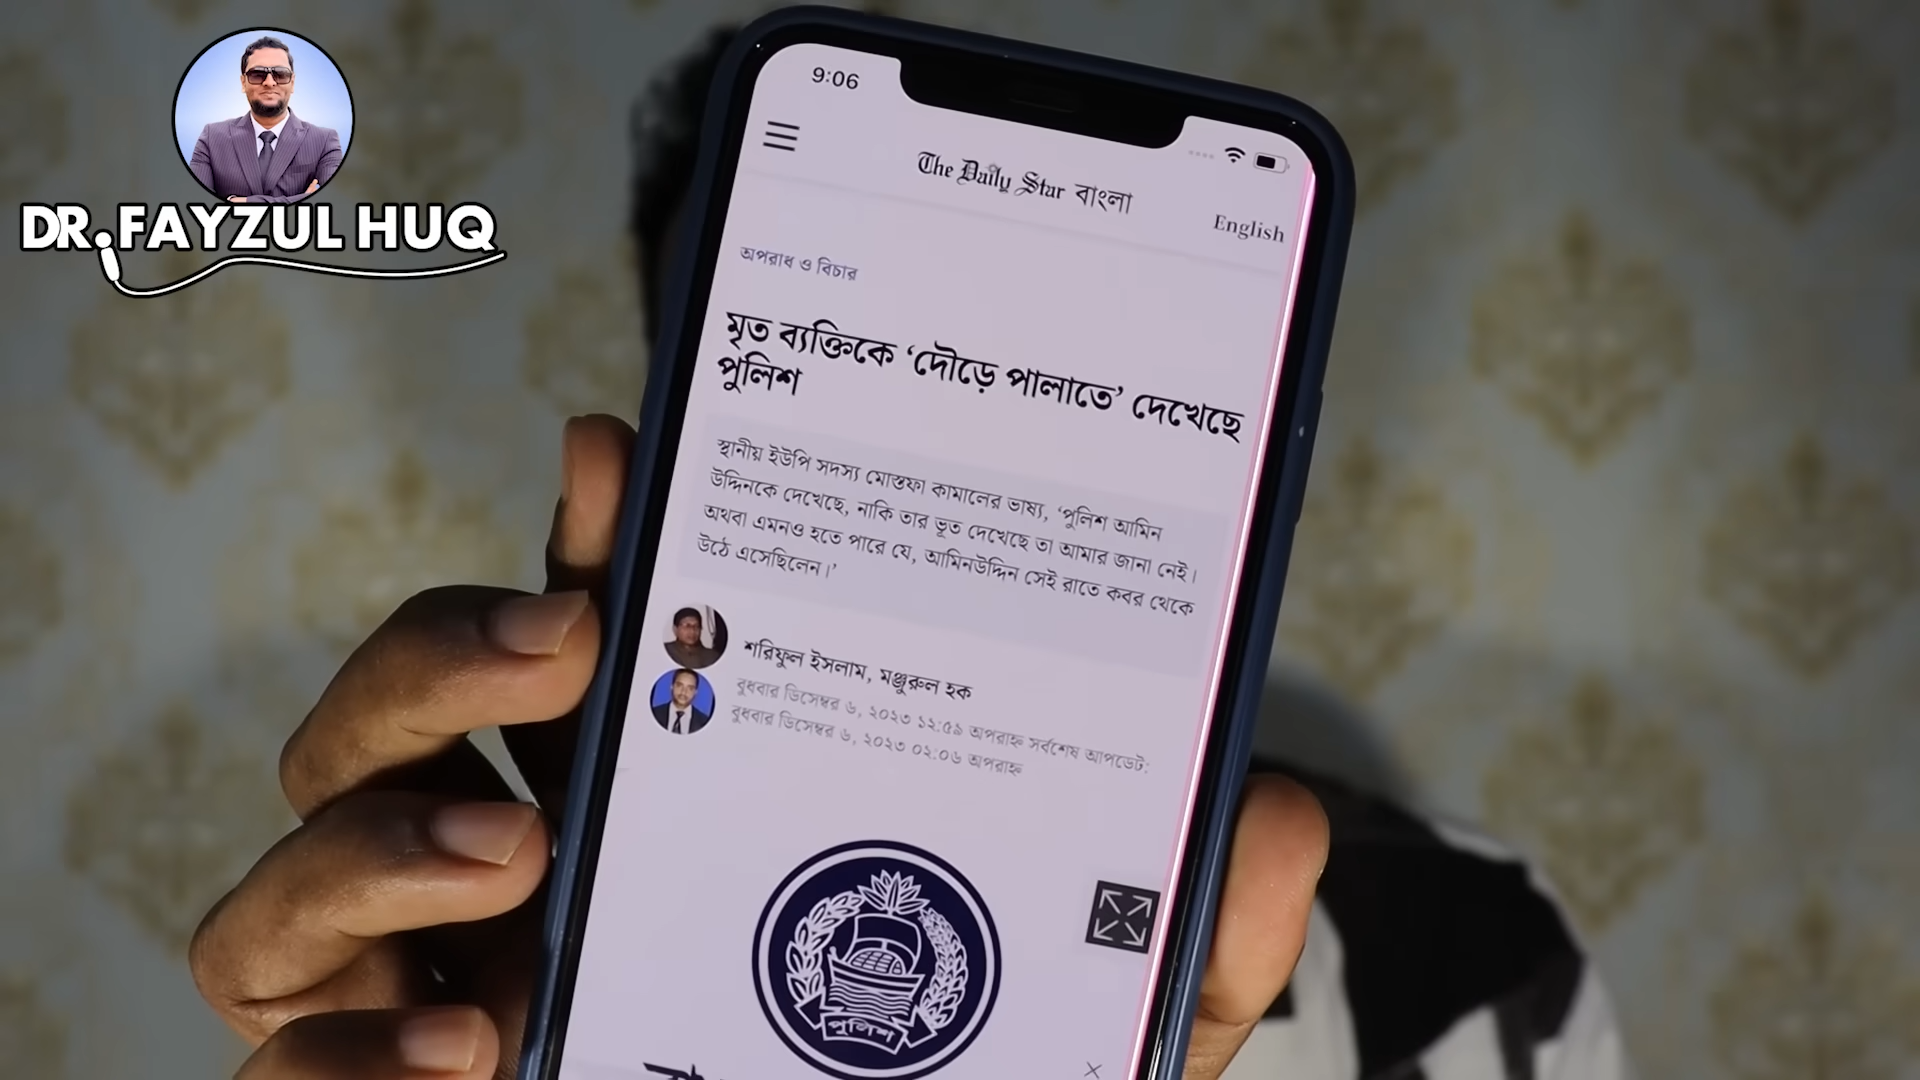 DR. FAYZUL HUQ
9:06
The Daily Star বাংলা
English
অপরাধ ও বিচার
মৃত ব্যক্তিকে ‘দৌড়ে পালাতে’ দেখেছে
পুলিশ
স্থানীয় ইউপি সদস্য মোস্তফা কামালের ভাষ্য, ‘পুলিশ আমিন
উদ্দিনকে দেখেছে, নাকি তার ভূত দেখেছে তা আমার জানা নেই।
অথবা এমনও হতে পারে যে, আমিনউদ্দিন সেই রাতে কবর থেকে
উঠে এসেছিলেন।’
শরিফুল ইসলাম, মঞ্জুরুল হক
বুধবার ডিসেম্বর ৬, ২০২৩ ১২:৫৯ অপরাহ্ন সর্বশেষ আপডেট:
বুধবার ডিসেম্বর ৬, ২০২৩ ০২:০৬ অপরাহ্ন
পুলিশ